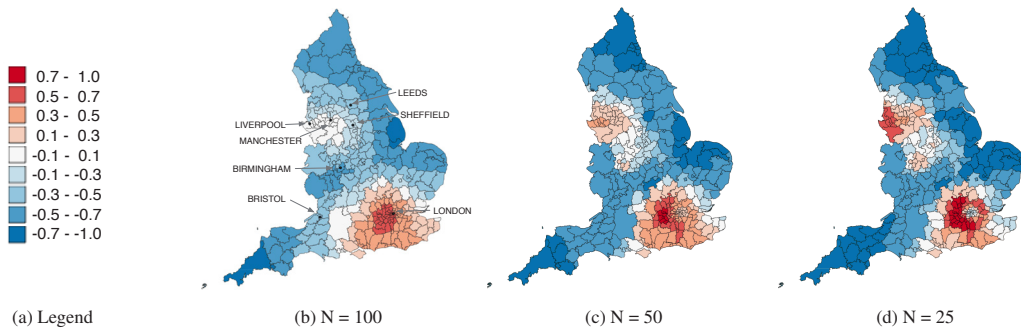 0.7 - 1.0
0.5 - 0.7
0.3 - 0.5
0.1 - 0.3
-0.1 - 0.1
-0.1 - -0.3
-0.3 - -0.5
-0.5 - -0.7
-0.7 - -1.0
LEEDS
LIVERPOOL
SHEFFIELD
MANCHESTER
BIRMINGHAM
BRISTOL
LONDON
(a) Legend
(b) N = 100
(c) N = 50
(d) N = 25